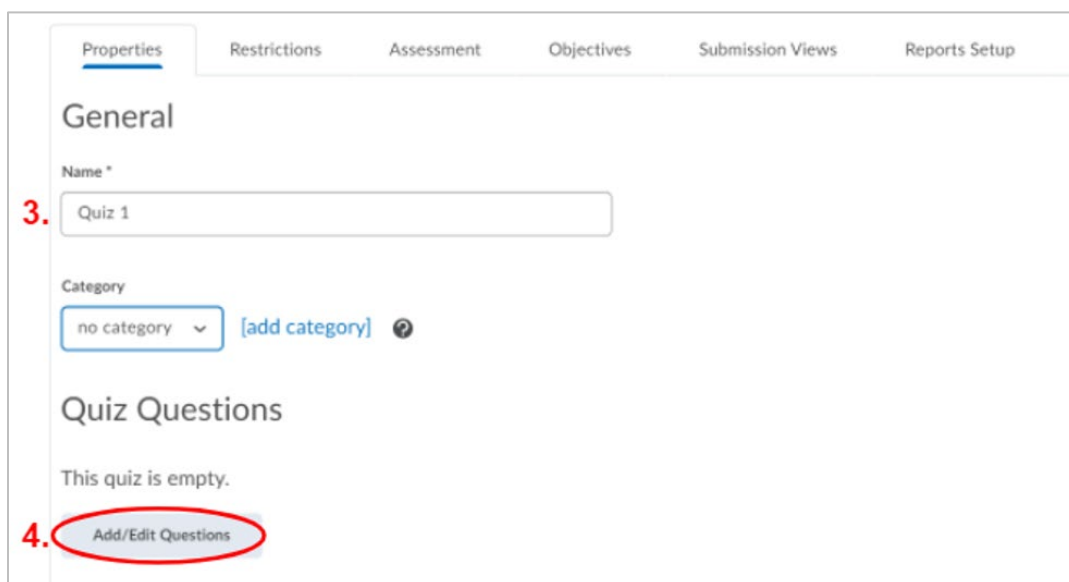 Properties Restrictions Assessment Objectives Submission Views Reports Setup
General
Name *
3. Quiz 1
Category
no category [add category] ?
Quiz Questions
This quiz is empty.
4. Add/Edit Questions